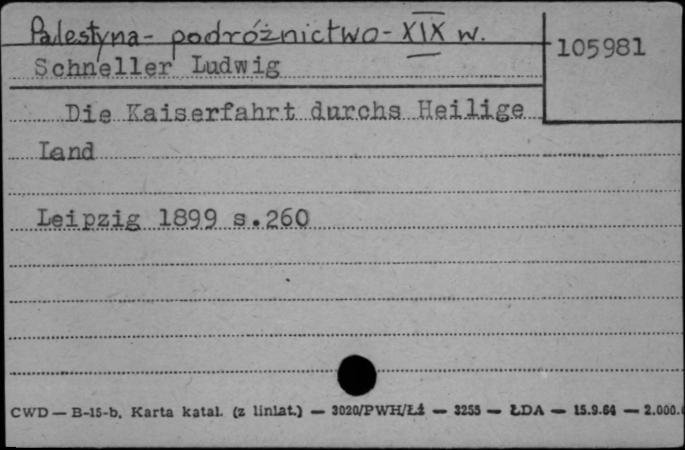 Palestyna - podróżnictwo - XIX w.
105981
Schneller Ludwig
Die Kaiserfahrt durchs Heilige
Land
Leipzig 1899 s.260
CWD — B-15-b. Karta katal. (z liniat.) — 3020/PWH/Łź — 3255 — ŁDA — 15.9.64 — 2.000.